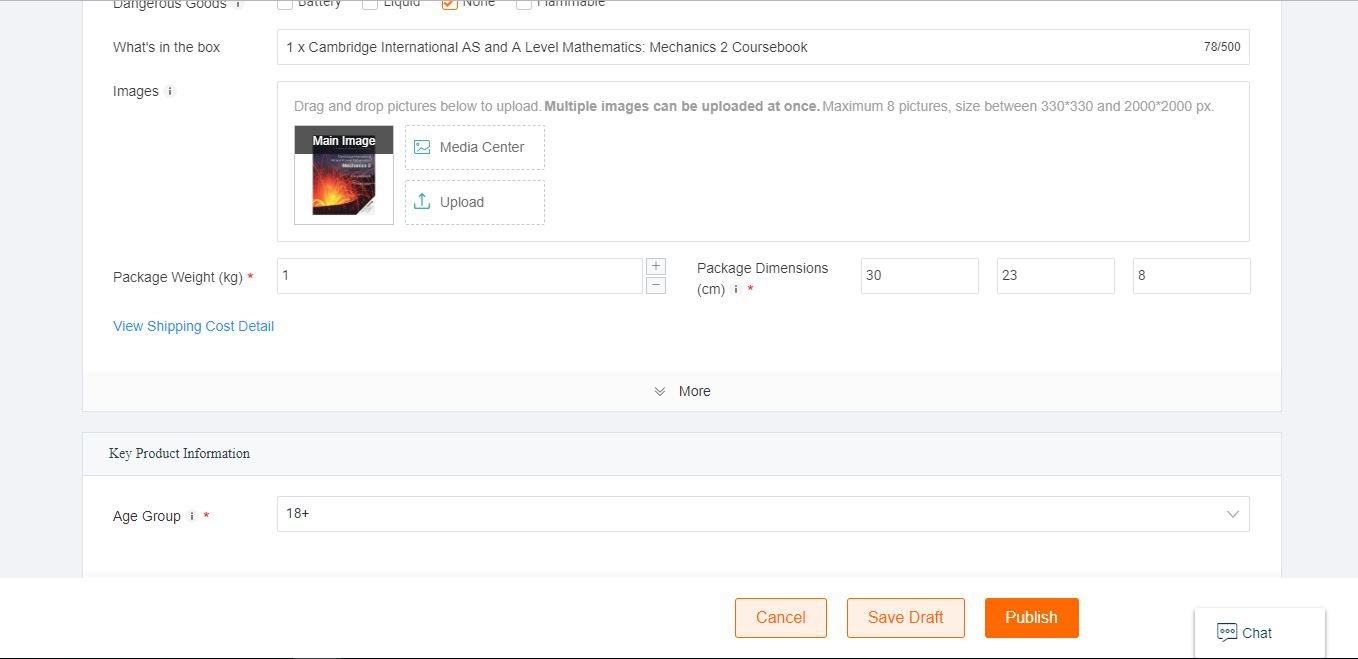 Dangerous Goods i Battery Liquid None Flammable
What's in the box 1 x Cambridge International AS and A Level Mathematics: Mechanics 2 Coursebook 78/500
Images i
Drag and drop pictures below to upload. Multiple images can be uploaded at once. Maximum 8 pictures, size between 330*330 and 2000*2000 px.
Main Image
Mechanics 2
Media Center
Upload
Package Weight (kg) * 1 + −
Package Dimensions
(cm) i * 30 23 8
View Shipping Cost Detail
More
Key Product Information
Age Group i * 18+
Cancel Save Draft Publish
Chat